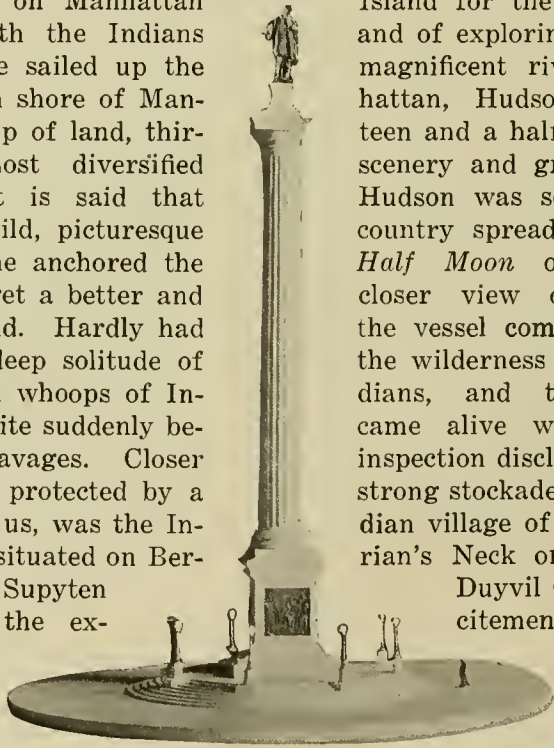 on Manhattan Island for the
th the Indians and of explorin
e sailed up the magnificent riv
shore of Man- hattan, Hudso
p of land, thir- teen and a hal
ost diversified scenery and gr
t is said that Hudson was s
ild, picturesque country spread
he anchored the Half Moon o
et a better and closer view
d. Hardly had the vessel com
deep solitude of the wilderness
whoops of In- dians, and t
ite suddenly be- came alive w
avages. Closer inspection discl
protected by a strong stockade
us, was the In- dian village of
situated on Ber- rian's Neck o
Supyten Duyvil
the ex- citemen